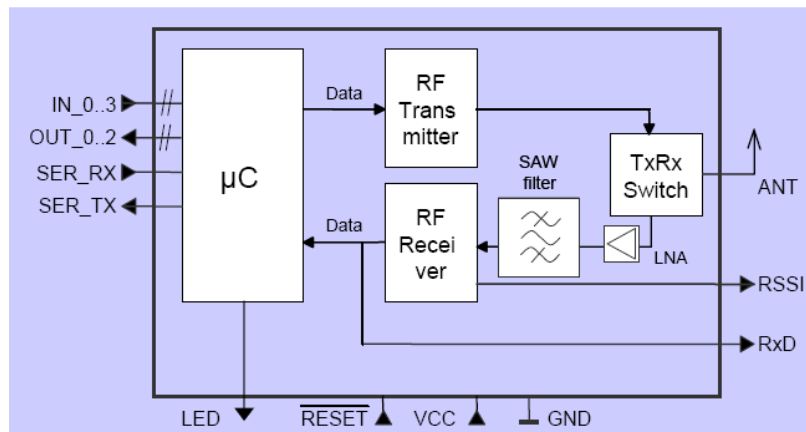 IN_0..3
OUT_0..2
SER_RX
SER_TX
µC
Data
RF
Trans
mitter
SAW
filter
TxRx
Switch
ANT
Data
RF
Recei
ver
LNA
RSSI
RxD
LED
RESET
VCC
GND